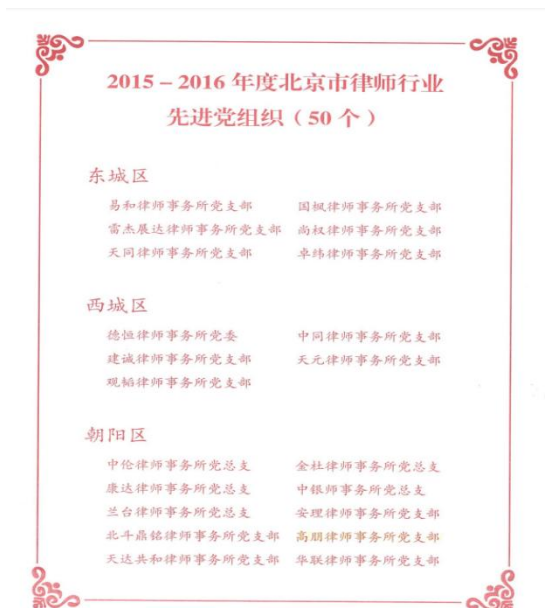 2015－2016 年度北京市律师行业
先进党组织（50 个）
东城区
易和律师事务所党支部 国枫律师事务所党支部
雷杰展达律师事务所党支部 尚权律师事务所党支部
天同律师事务所党支部 卓纬律师事务所党支部
西城区
德恒律师事务所党委 中同律师事务所党支部
建诚律师事务所党支部 天元律师事务所党支部
观韬律师事务所党支部
朝阳区
中伦律师事务所党总支 金杜律师事务所党总支
康达律师事务所党总支 中银师事务所党总支
兰台律师事务所党总支 安理律师事务所党支部
北斗鼎铭律师事务所党支部 高朋律师事务所党支部
天达共和律师事务所党支部 华联律师事务所党支部